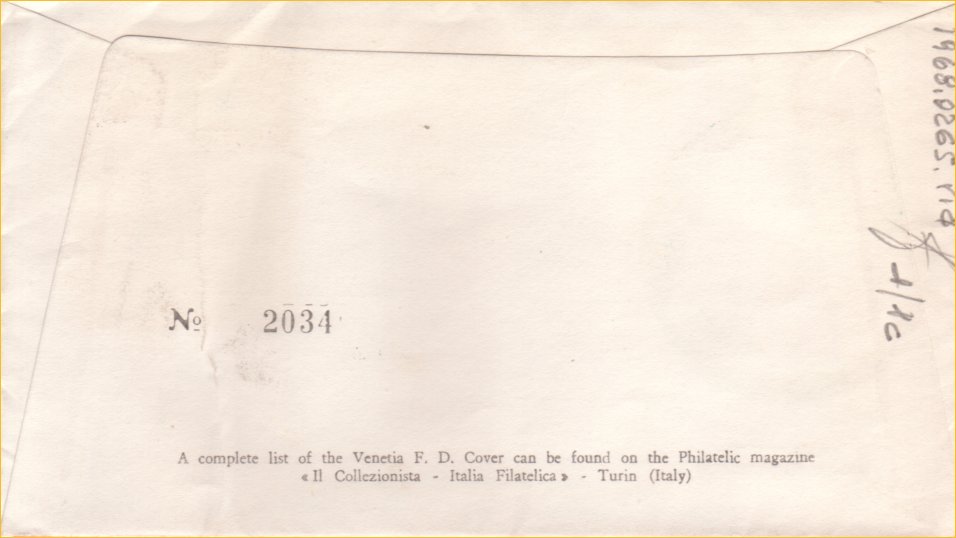 Nº 2034
A complete list of the Venetia F. D. Cover can be found on the Philatelic magazine
« Il Collezionista - Italia Filatelica » - Turin (Italy)
1968.0265.